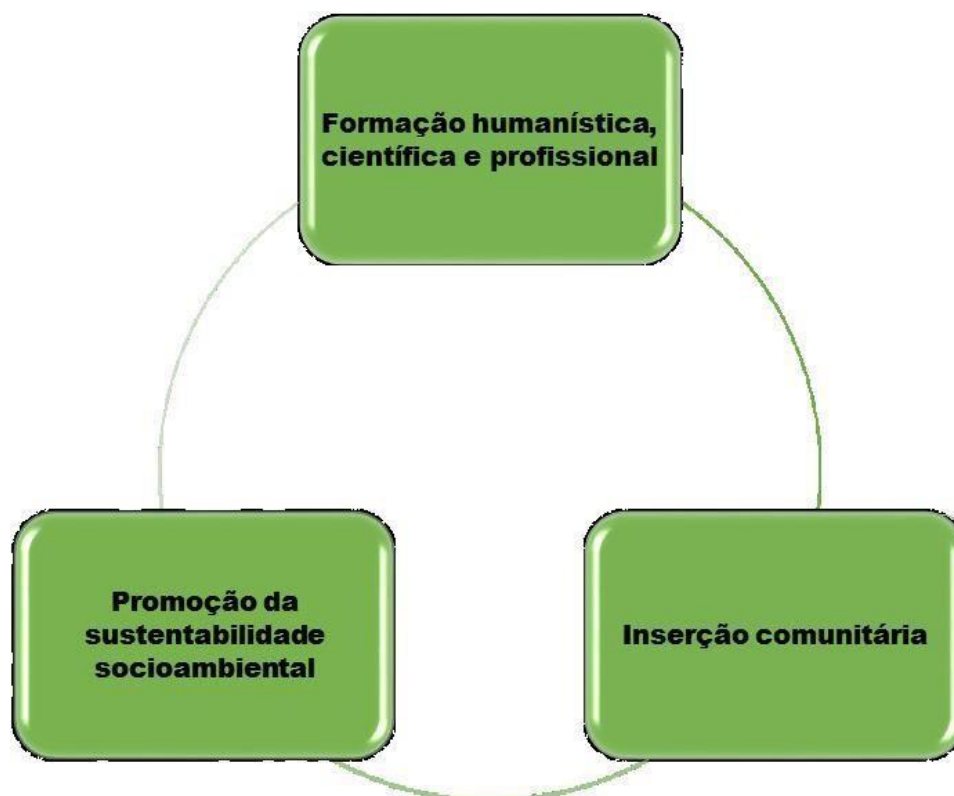 Formação humanística,
científica e profissional
Promoção da
sustentabilidade
socioambiental
Inserção comunitária